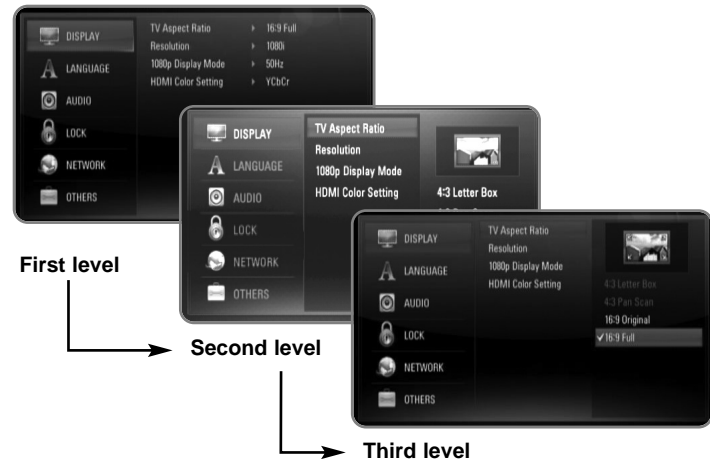 DISPLAY
LANGUAGE
AUDIO
LOCK
NETWORK
OTHERS
TV Aspect Ratio 16:9 Full
Resolution 1080i
1080p Display Mode 50Hz
HDMI Color Setting YCbCr
First level
DISPLAY
LANGUAGE
AUDIO
LOCK
NETWORK
OTHERS
TV Aspect Ratio
Resolution
1080p Display Mode
HDMI Color Setting
4:3 Letter Box
Second level
DISPLAY
LANGUAGE
AUDIO
LOCK
NETWORK
OTHERS
TV Aspect Ratio
Resolution
1080p Display Mode
HDMI Color Setting
4:3 Letter Box
4:3 Pan Scan
16:9 Original
✓16:9 Full
Third level